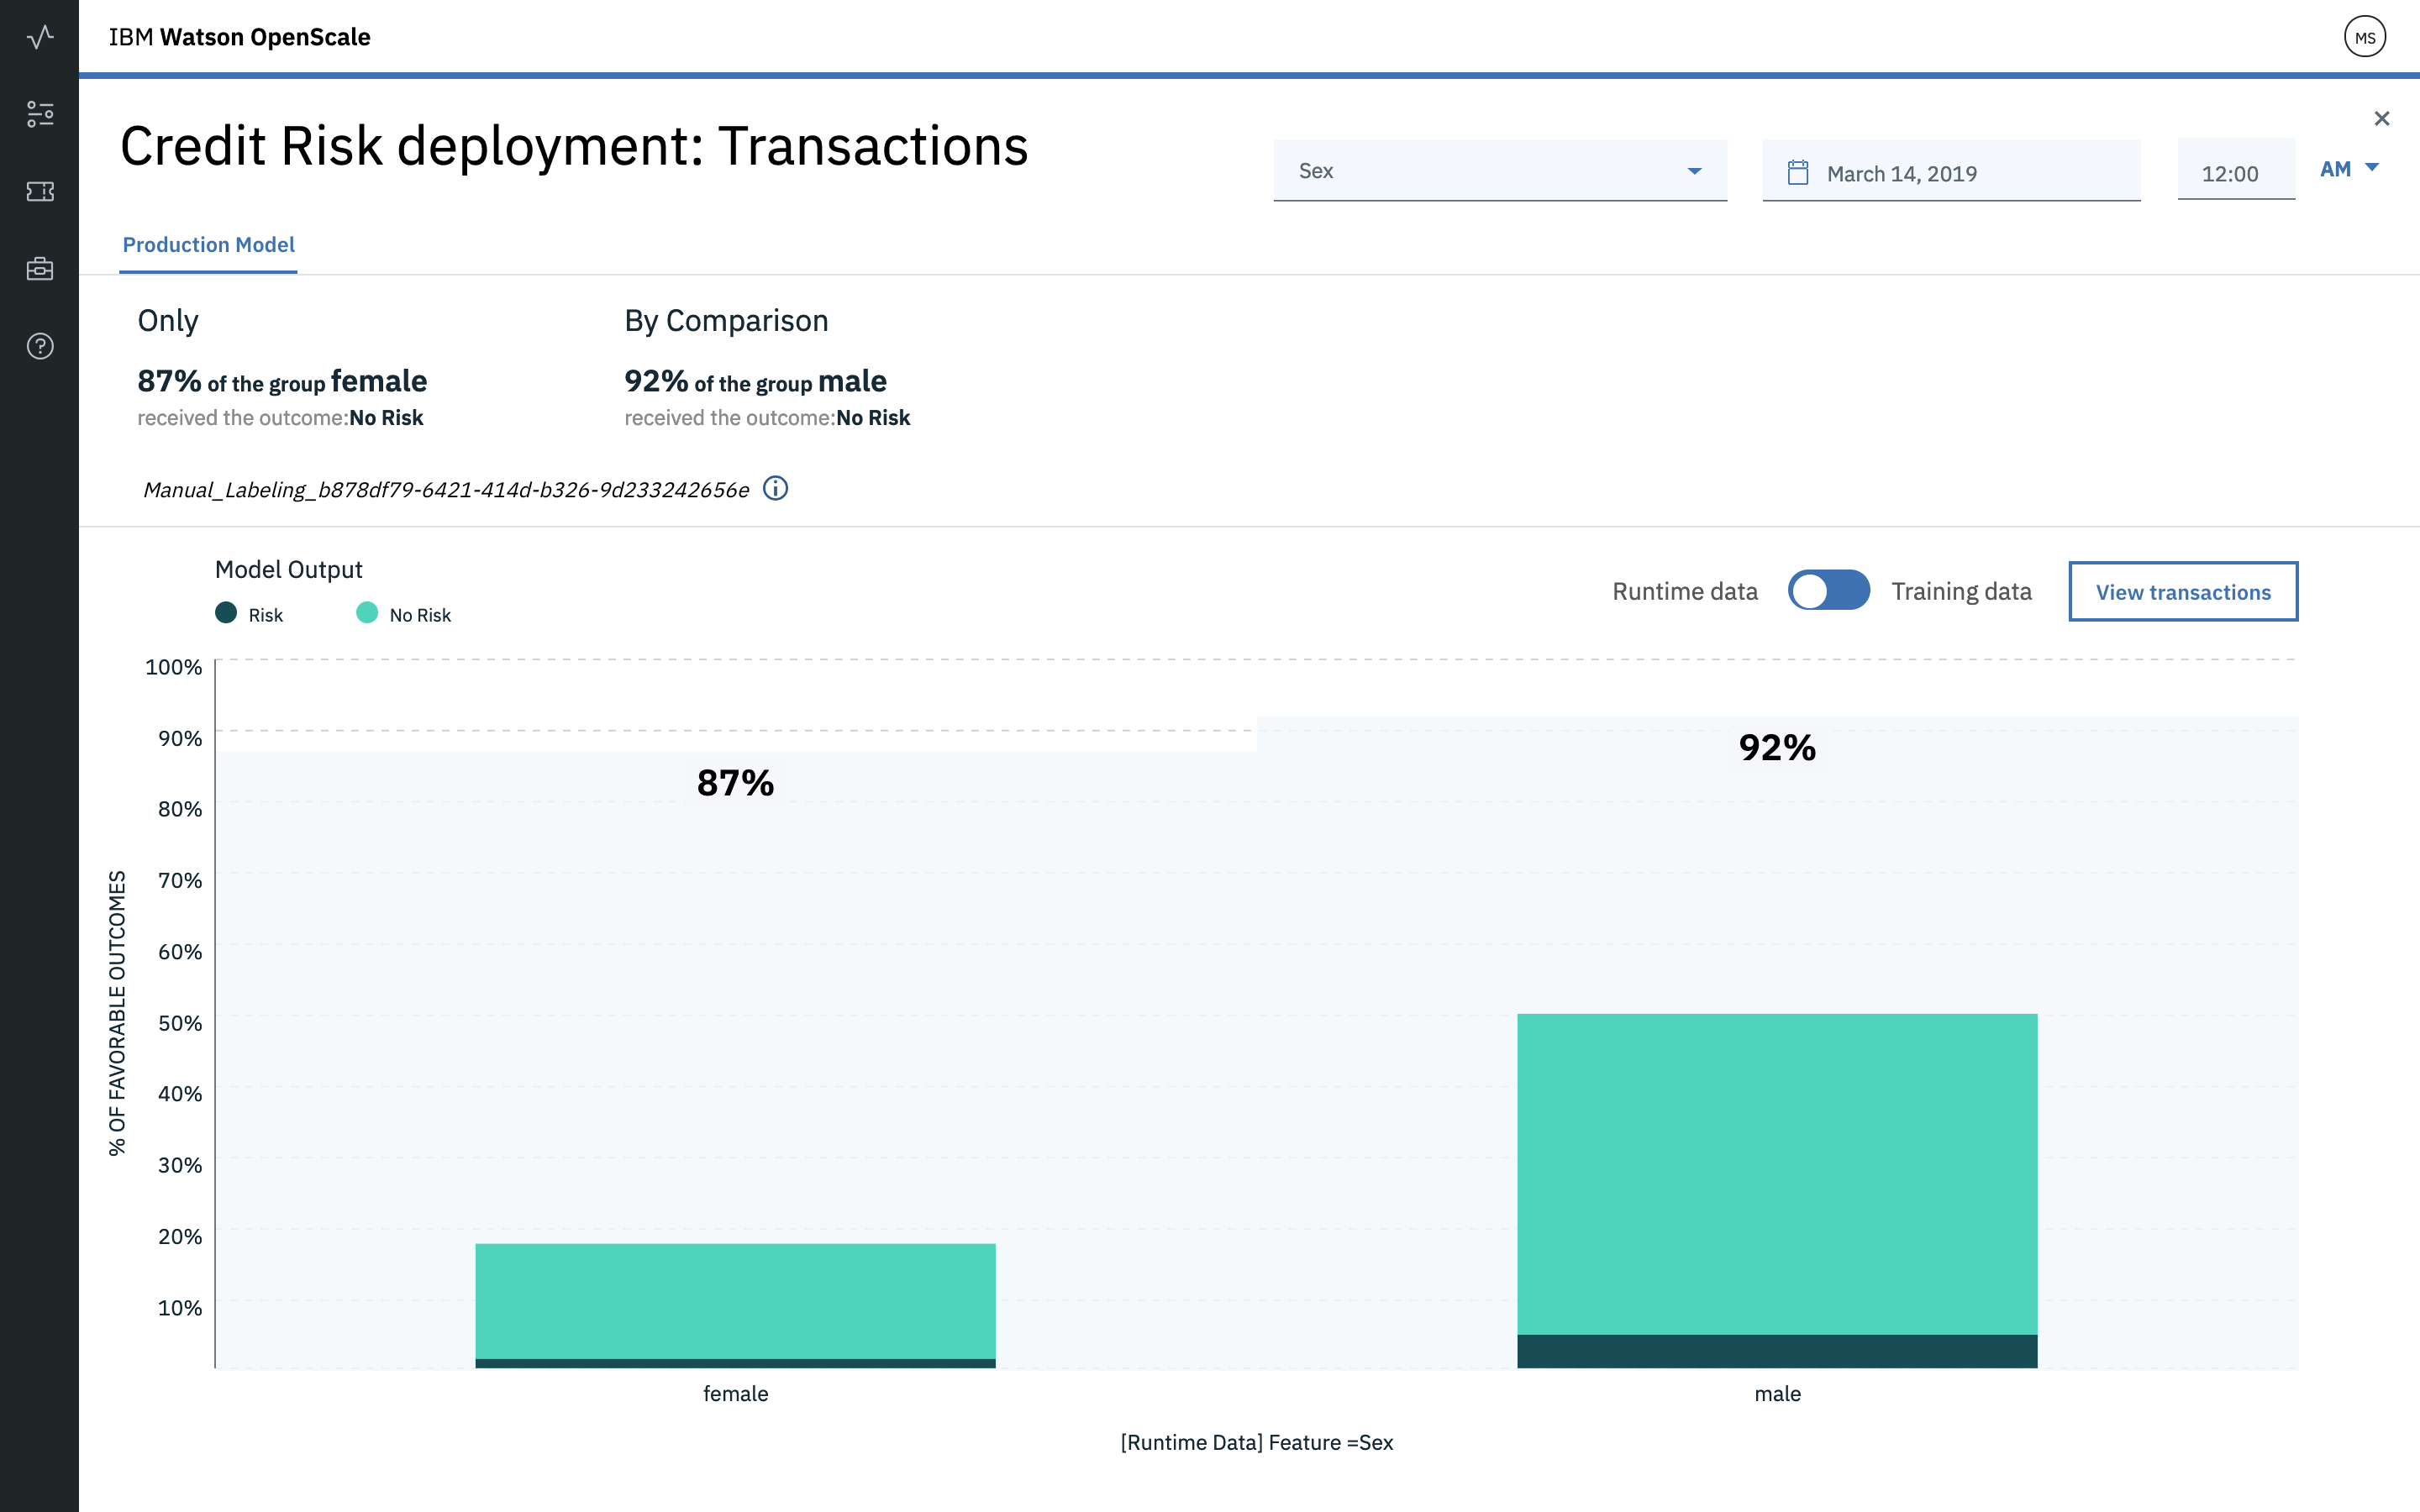 IBM Watson OpenScale
MS
Credit Risk deployment: Transactions
Sex
March 14, 2019
12:00
AM
Production Model
Only
87% of the group female
received the outcome:No Risk
By Comparison
92% of the group male
received the outcome:No Risk
Manual_Labeling_b878df79-6421-414d-b326-9d233242656e
Model Output
Risk
No Risk
Runtime data
Training data
View transactions
100%
90%
80%
70%
60%
50%
40%
30%
20%
10%
% OF FAVORABLE OUTCOMES
87%
92%
female
male
[Runtime Data] Feature =Sex